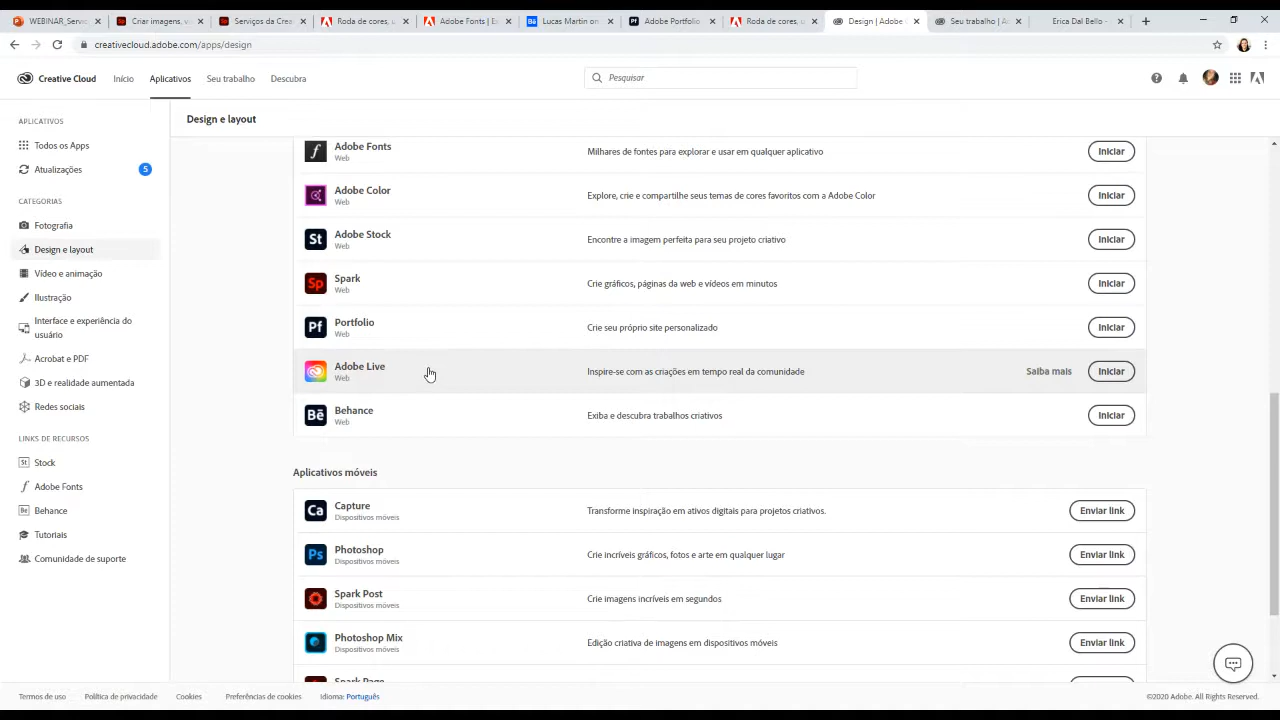 WEBINAR_Servi
Criar imagens, v
Serviços da Crea
Roda de cores, u
Adobe Fonts | Ex
Lucas Martin on
Adobe Portfolio
Roda de cores, u
Design | Adobe
Seu trabalho | A
Erica Dal Bello -
creativecloud.adobe.com/apps/design
Creative Cloud
Início
Aplicativos
Seu trabalho
Descubra
Pesquisar
APLICATIVOS
Todos os Apps
Atualizações
5
CATEGORIAS
Fotografia
Design e layout
Vídeo e animação
Ilustração
Interface e experiência do
usuário
Acrobat e PDF
3D e realidade aumentada
Redes sociais
LINKS DE RECURSOS
Stock
Adobe Fonts
Behance
Tutoriais
Comunidade de suporte
Design e layout
Adobe Fonts
Web
Milhares de fontes para explorar e usar em qualquer aplicativo
Iniciar
Adobe Color
Web
Explore, crie e compartilhe seus temas de cores favoritos com a Adobe Color
Iniciar
St
Adobe Stock
Web
Encontre a imagem perfeita para seu projeto criativo
Iniciar
Sp
Spark
Web
Crie gráficos, páginas da web e vídeos em minutos
Iniciar
Pf
Portfolio
Web
Crie seu próprio site personalizado
Iniciar
Adobe Live
Web
Inspire-se com as criações em tempo real da comunidade
Saiba mais
Iniciar
Bē
Behance
Web
Exiba e descubra trabalhos criativos
Iniciar
Aplicativos móveis
Ca
Capture
Dispositivos móveis
Transforme inspiração em ativos digitais para projetos criativos.
Enviar link
Ps
Photoshop
Dispositivos móveis
Crie incríveis gráficos, fotos e arte em qualquer lugar
Enviar link
Spark Post
Dispositivos móveis
Crie imagens incríveis em segundos
Enviar link
Photoshop Mix
Dispositivos móveis
Edição criativa de imagens em dispositivos móveis
Enviar link
Spark Page
Termos de uso
Política de privacidade
Cookies
Preferências de cookies
Idioma: Português
©2020 Adobe. All Rights Reserved.